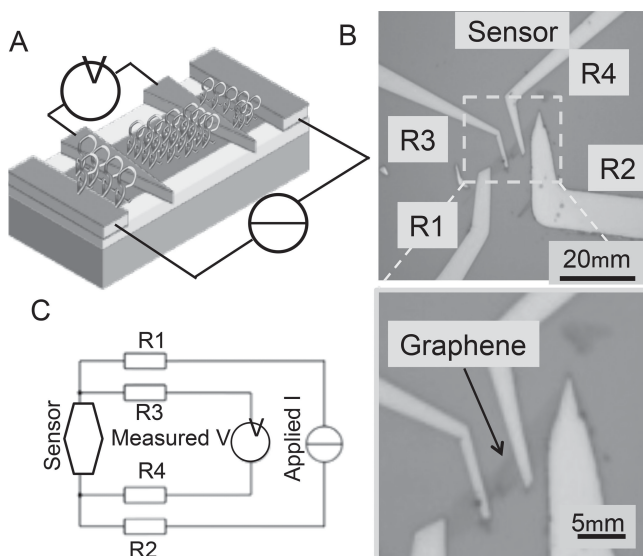 A
V
B
Sensor
R4
R3
R2
R1
20mm
C
R1
R3
Sensor
Measured V
V
Applied I
R4
R2
Graphene
5mm